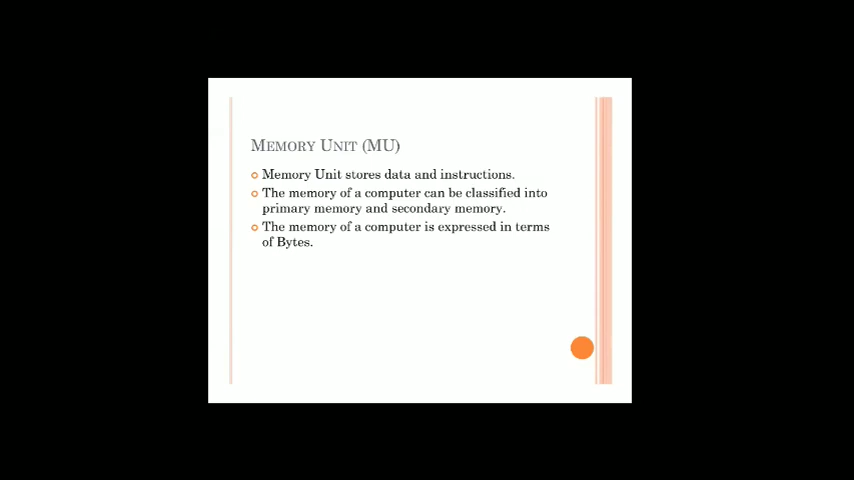 MEMORY UNIT (MU)
Memory Unit stores data and instructions.
The memory of a computer can be classified into
primary memory and secondary memory.
The memory of a computer is expressed in terms
of Bytes.